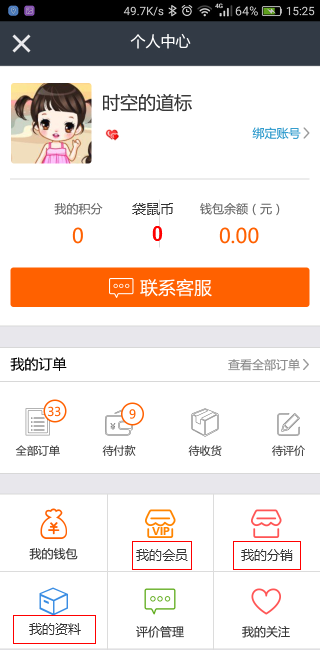 49.7K/s 4G 64% 15:25
个人中心
时空的道标
绑定账号
我的积分 袋鼠币 钱包余额（元）
0 0 0.00
联系客服
我的订单 查看全部订单
33 9
全部订单 待付款 待收货 待评价
VIP
我的钱包 我的会员 我的分销
我的资料 评价管理 我的关注